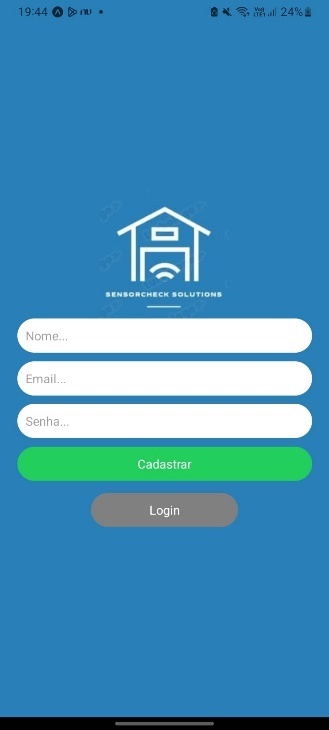 19:44
24%
SENSORCHECK SOLUTIONS
Nome...
Email...
Senha...
Cadastrar
Login